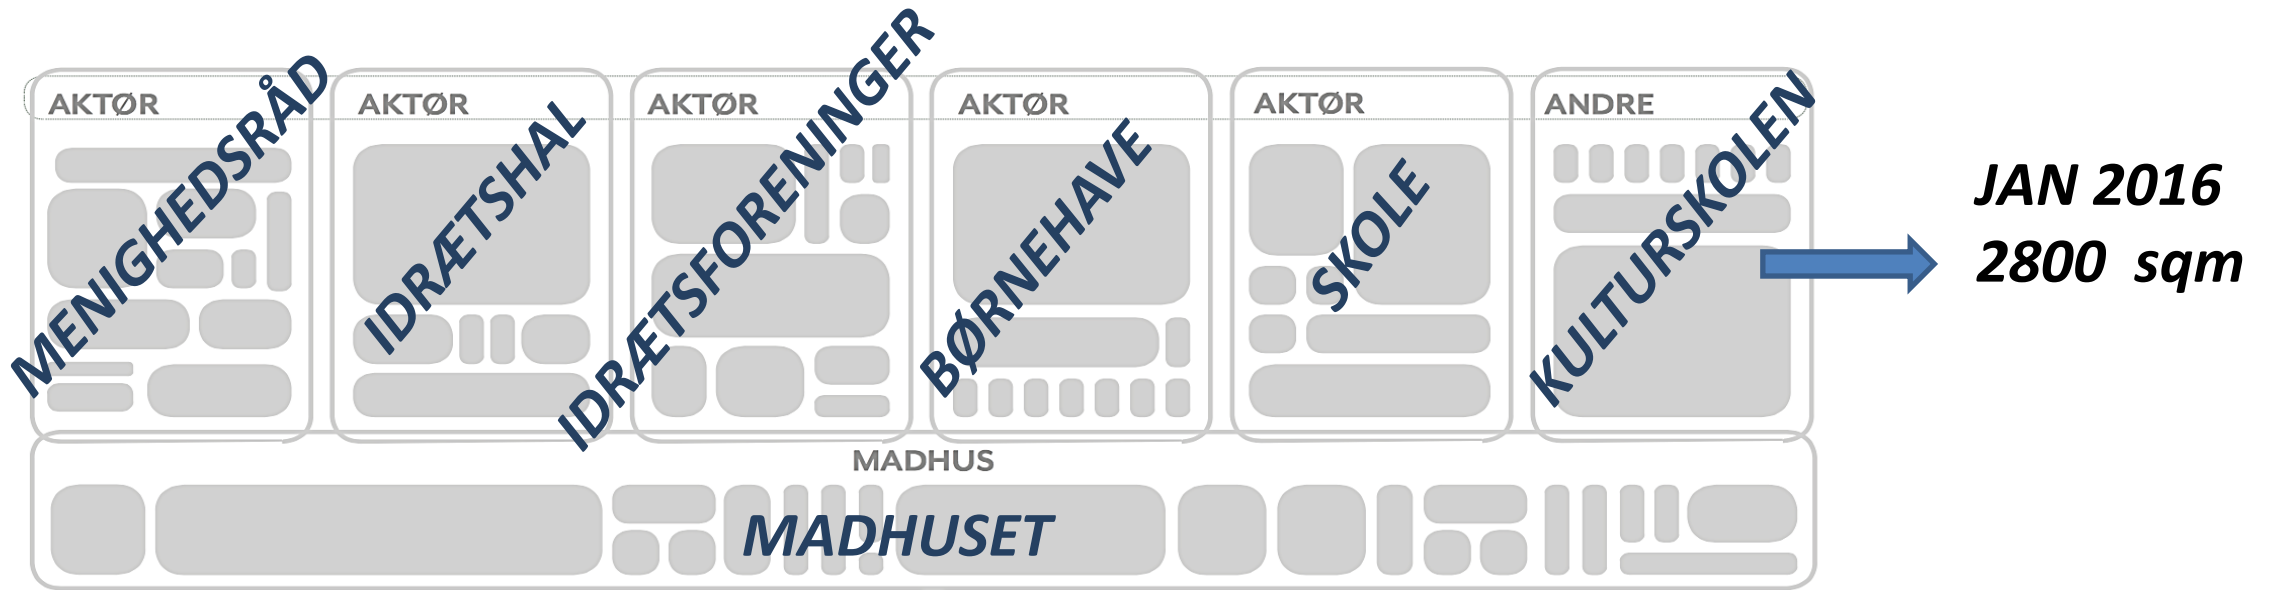 AKTØR
AKTØR
AKTØR
AKTØR
AKTØR
ANDRE
MENIGHEDSRÅD
IDRÆTSHAL
IDRÆTSFORENINGER
BØRNEHAVE
SKOLE
KULTURSKOLEN
JAN 2016
2800 sqm
MADHUS
MADHUSET